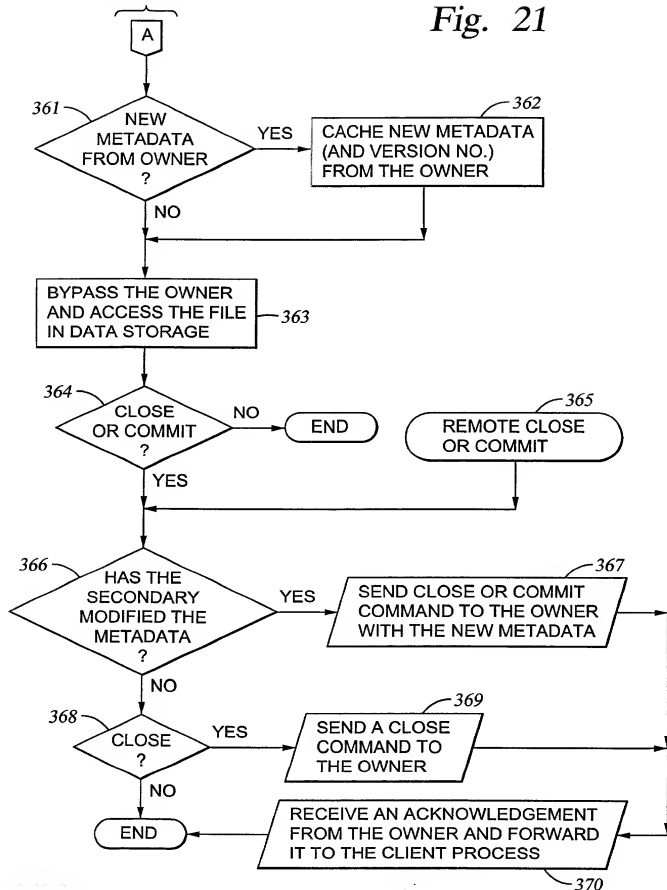 Fig. 21
A
361
NEW
METADATA
FROM OWNER
?
YES
NO
362
CACHE NEW METADATA
(AND VERSION NO.)
FROM THE OWNER
BYPASS THE OWNER
AND ACCESS THE FILE
IN DATA STORAGE
363
364
CLOSE
OR COMMIT
?
NO
END
YES
365
REMOTE CLOSE
OR COMMIT
366
HAS THE
SECONDARY
MODIFIED THE
METADATA
?
YES
NO
367
SEND CLOSE OR COMMIT
COMMAND TO THE OWNER
WITH THE NEW METADATA
368
CLOSE
?
YES
NO
369
SEND A CLOSE
COMMAND TO
THE OWNER
END
RECEIVE AN ACKNOWLEDGEMENT
FROM THE OWNER AND FORWARD
IT TO THE CLIENT PROCESS
370